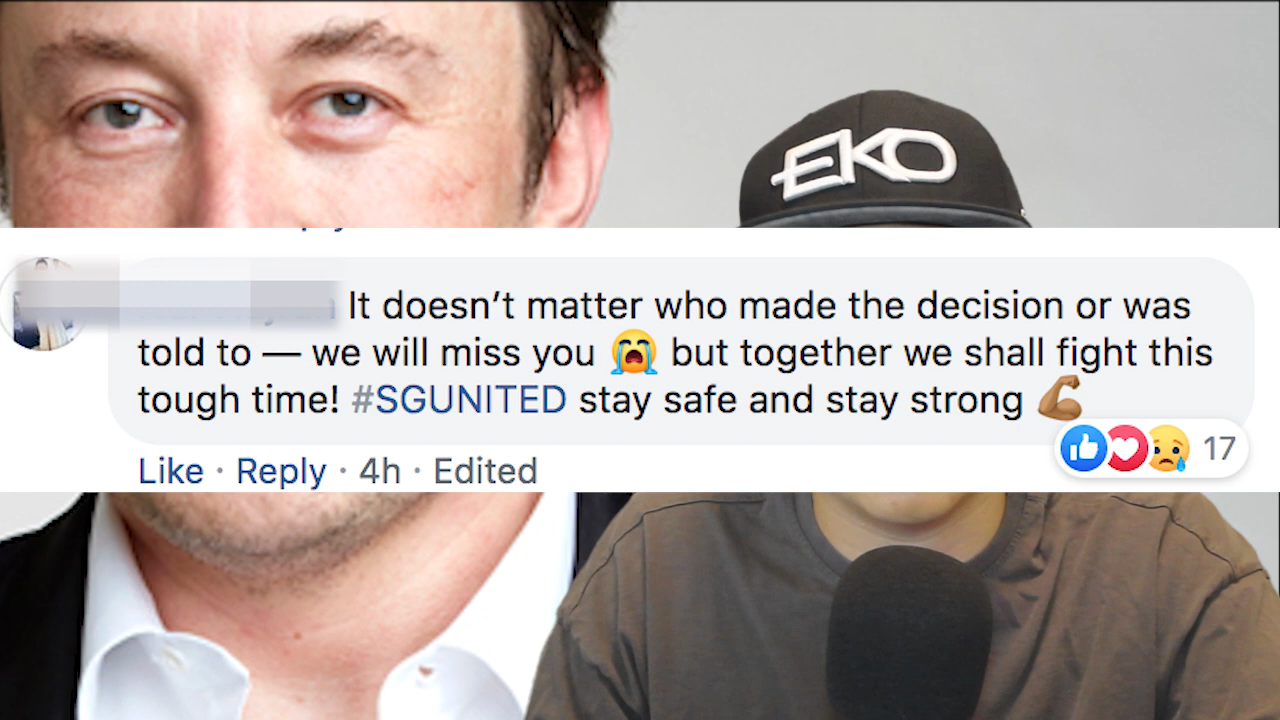 EKO
It doesn’t matter who made the decision or was
told to — we will miss you 😭 but together we shall fight this
tough time! #SGUNITED stay safe and stay strong 💪🏾
17
Like · Reply · 4h · Edited